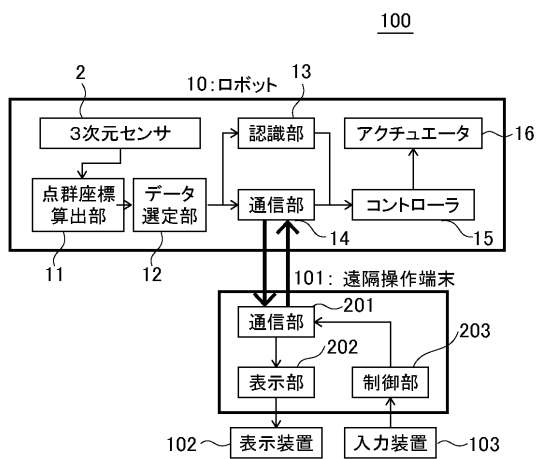 100
2
10:ロボット
13
3次元センサ
認識部
アクチュエータ
16
点群座標
算出部
データ
選定部
通信部
コントローラ
11
12
14
15
101: 遠隔操作端末
通信部
201
202
203
表示部
制御部
102
表示装置
入力装置
103